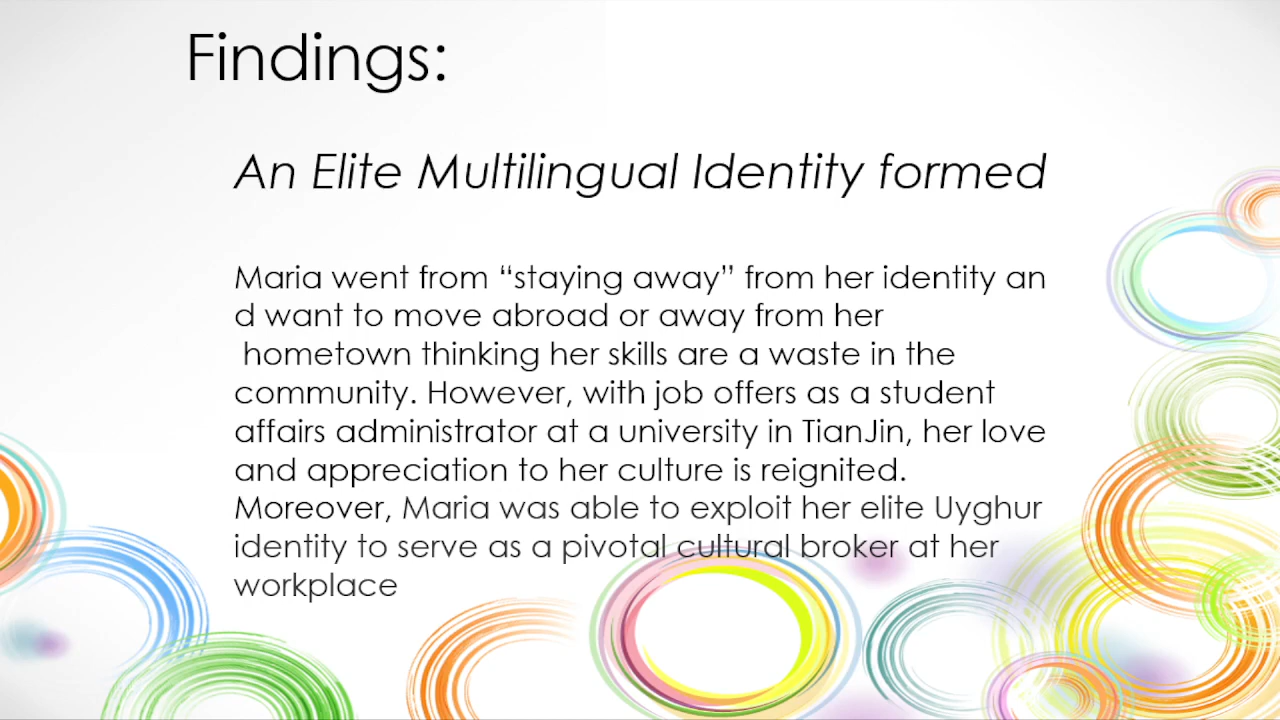 Findings:
An Elite Multilingual Identity formed
Maria went from “staying away” from her identity an
d want to move abroad or away from her
hometown thinking her skills are a waste in the
community. However, with job offers as a student
affairs administrator at a university in TianJin, her love
and appreciation to her culture is reignited.
Moreover, Maria was able to exploit her elite Uyghur
identity to serve as a pivotal cultural broker at her
workplace